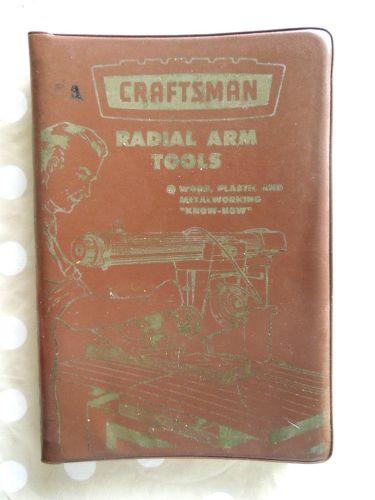 CRAFTSMAN
RADIAL ARM
TOOLS
WOOD, PLASTIC AND
METALWORKING
"KNOW-HOW"